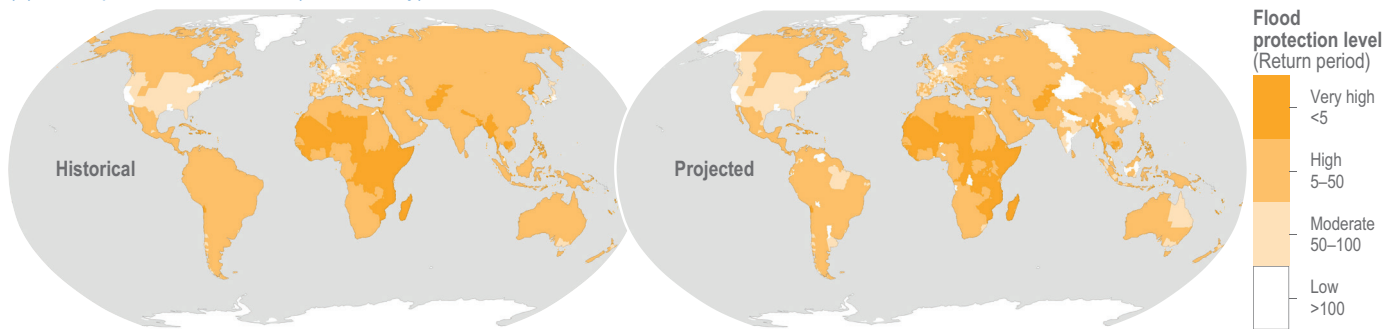 Historical
Projected
Flood
protection level
(Return period)
Very high
<5
High
5–50
Moderate
50–100
Low
>100